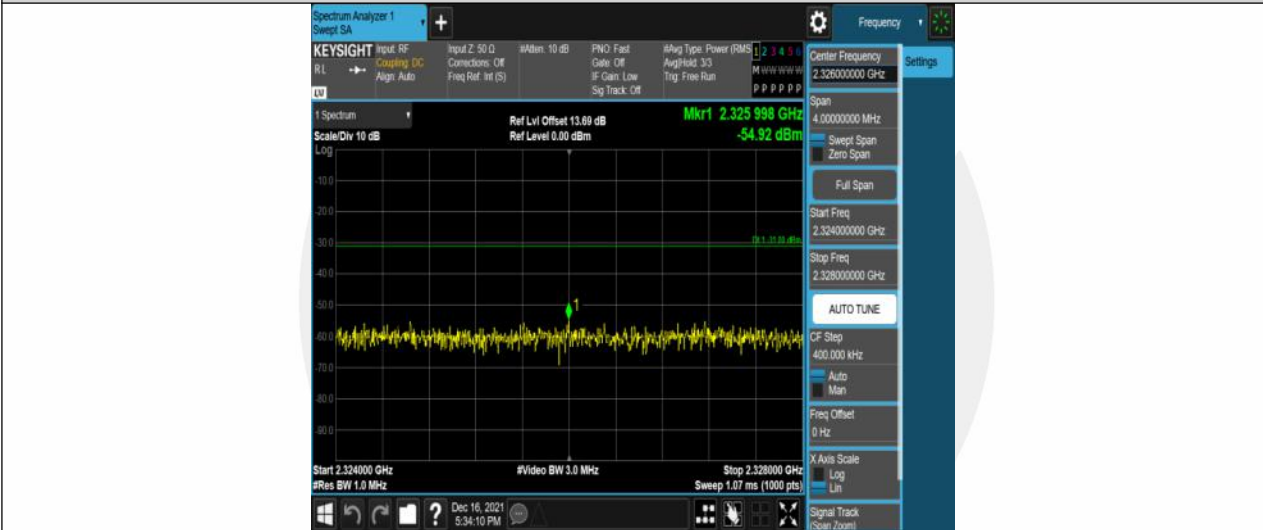 Spectrum Analyzer 1
Swept SA
+
Frequency
KEYSIGHT
RL
LV
Input: RF
Coupling: DC
Align: Auto
Input Z: 50 Ω
Corrections: Off
Freq Ref: Int (S)
#Atten: 10 dB
PNO: Fast
Gate: Off
IF Gain: Low
Sig Track: Off
#Avg Type: Power (RMS
Avg|Hold: 3/3
Trig: Free Run
1 2 3 4 5 6
M W W W W W
P P P P P P
Center Frequency
2.326000000 GHz
Settings
Span
4.00000000 MHz
Swept Span
Zero Span
Full Span
Start Freq
2.324000000 GHz
Stop Freq
2.328000000 GHz
AUTO TUNE
CF Step
400.000 kHz
Auto
Man
Freq Offset
0 Hz
X Axis Scale
Log
Lin
Signal Track
(Span Zoom)
1 Spectrum
Scale/Div 10 dB
Log
Ref Lvl Offset 13.69 dB
Ref Level 0.00 dBm
Mkr1 2.325 998 GHz
-54.92 dBm
-10.0
-20.0
-30.0
DL1 -31.00 dBm
-40.0
-50.0
1
-60.0
-70.0
-80.0
-90.0
Start 2.324000 GHz
#Res BW 1.0 MHz
#Video BW 3.0 MHz
Stop 2.328000 GHz
Sweep 1.07 ms (1000 pts)
?
Dec 16, 2021
5:34:10 PM